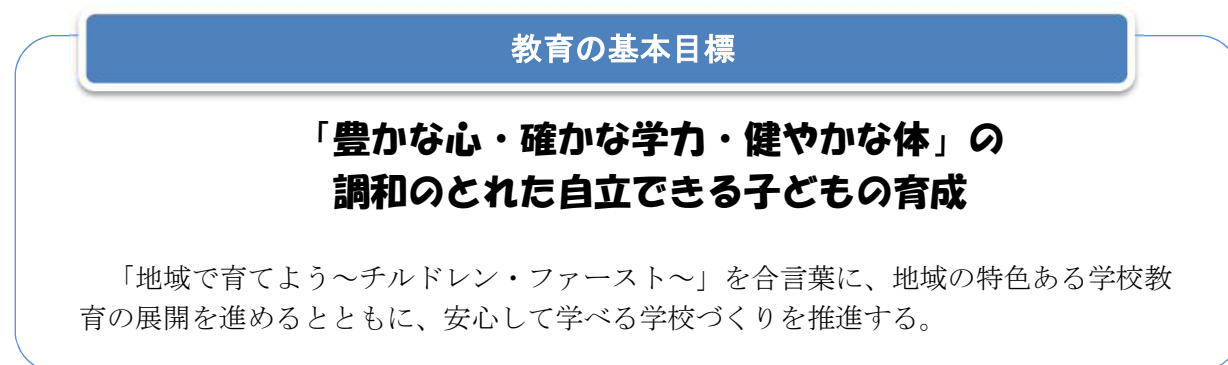 教育の基本目標
「豊かな心・確かな学力・健やかな体」の
調和のとれた自立できる子どもの育成
「地域で育てよう～チルドレン・ファースト～」を合言葉に、地域の特色ある学校教
育の展開を進めるとともに、安心して学べる学校づくりを推進する。